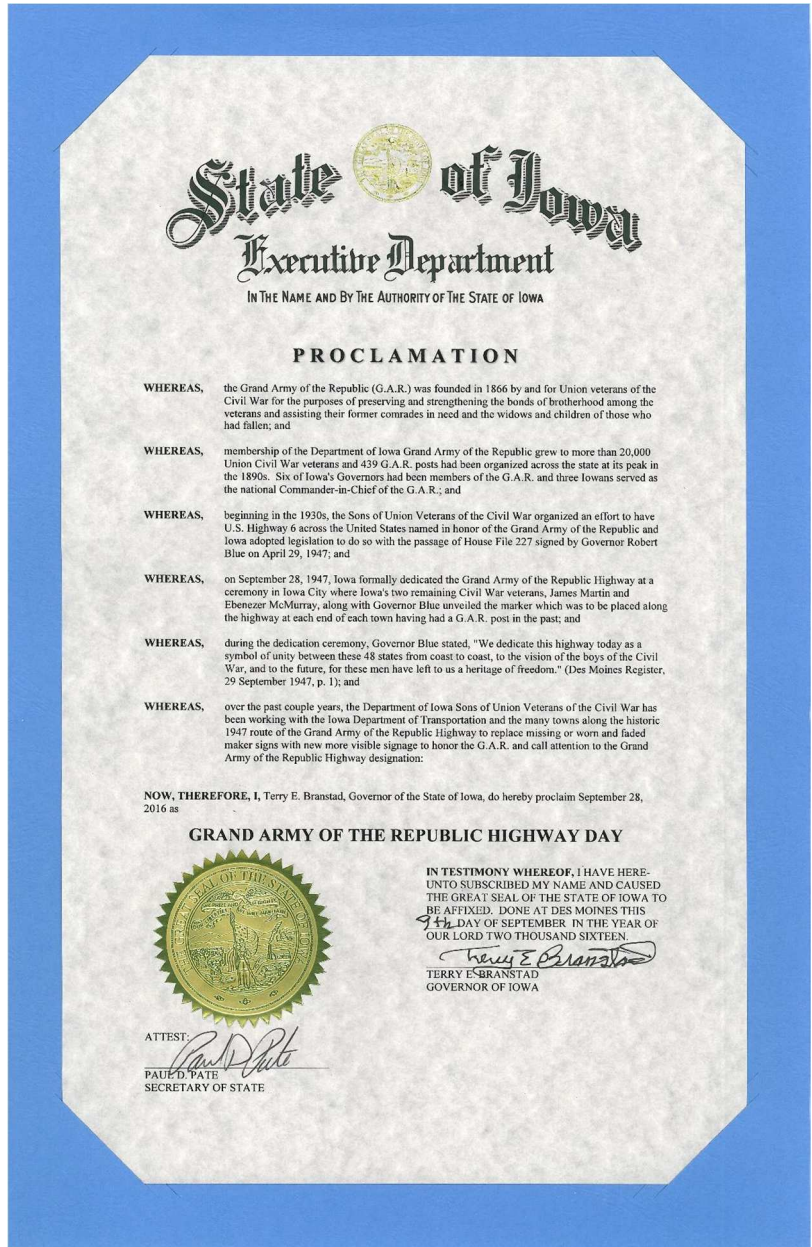 State of Iowa
Executive Department
IN THE NAME AND BY THE AUTHORITY OF THE STATE OF IOWA
PROCLAMATION
WHEREAS, the Grand Army of the Republic (G.A.R.) was founded in 1866 by and for Union veterans of the
Civil War for the purposes of preserving and strengthening the bonds of brotherhood among the
veterans and assisting their former comrades in need and the widows and children of those who
had fallen; and
WHEREAS, membership of the Department of Iowa Grand Army of the Republic grew to more than 20,000
Union Civil War veterans and 439 G.A.R. posts had been organized across the state at its peak in
the 1890s. Six of Iowa's Governors had been members of the G.A.R. and three Iowans served as
the national Commander-in-Chief of the G.A.R.; and
WHEREAS, beginning in the 1930s, the Sons of Union Veterans of the Civil War organized an effort to have
U.S. Highway 6 across the United States named in honor of the Grand Army of the Republic and
Iowa adopted legislation to do so with the passage of House File 227 signed by Governor Robert
Blue on April 29, 1947; and
WHEREAS, on September 28, 1947, Iowa formally dedicated the Grand Army of the Republic Highway at a
ceremony in Iowa City where Iowa's two remaining Civil War veterans, James Martin and
Ebenezer McMurray, along with Governor Blue unveiled the marker which was to be placed along
the highway at each end of each town having had a G.A.R. post in the past; and
WHEREAS, during the dedication ceremony, Governor Blue stated, "We dedicate this highway today as a
symbol of unity between these 48 states from coast to coast, to the vision of the boys of the Civil
War, and to the future, for these men have left to us a heritage of freedom." (Des Moines Register,
29 September 1947, p. 1); and
WHEREAS, over the past couple years, the Department of Iowa Sons of Union Veterans of the Civil War has
been working with the Iowa Department of Transportation and the many towns along the historic
1947 route of the Grand Army of the Republic Highway to replace missing or worn and faded
maker signs with new more visible signage to honor the G.A.R. and call attention to the Grand
Army of the Republic Highway designation:
NOW, THEREFORE, I, Terry E. Branstad, Governor of the State of Iowa, do hereby proclaim September 28,
2016 as
GRAND ARMY OF THE REPUBLIC HIGHWAY DAY
THE GREAT SEAL OF THE STATE OF IOWA
IN TESTIMONY WHEREOF, I HAVE HERE-
UNTO SUBSCRIBED MY NAME AND CAUSED
THE GREAT SEAL OF THE STATE OF IOWA TO
BE AFFIXED. DONE AT DES MOINES THIS
9th DAY OF SEPTEMBER IN THE YEAR OF
OUR LORD TWO THOUSAND SIXTEEN.
Terry E Branstad
TERRY E. BRANSTAD
GOVERNOR OF IOWA
ATTEST:
Paul D Pate
PAUL D. PATE
SECRETARY OF STATE